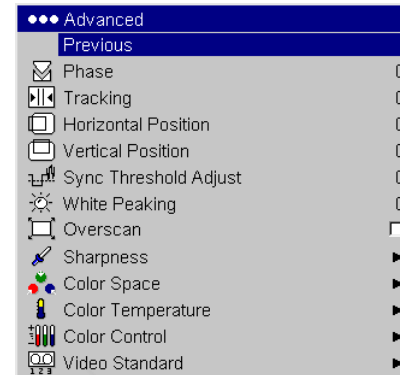 Advanced
Previous
Phase
Tracking
Horizontal Position
Vertical Position
Sync Threshold Adjust
White Peaking
Overscan
Sharpness
Color Space
Color Temperature
Color Control
Video Standard